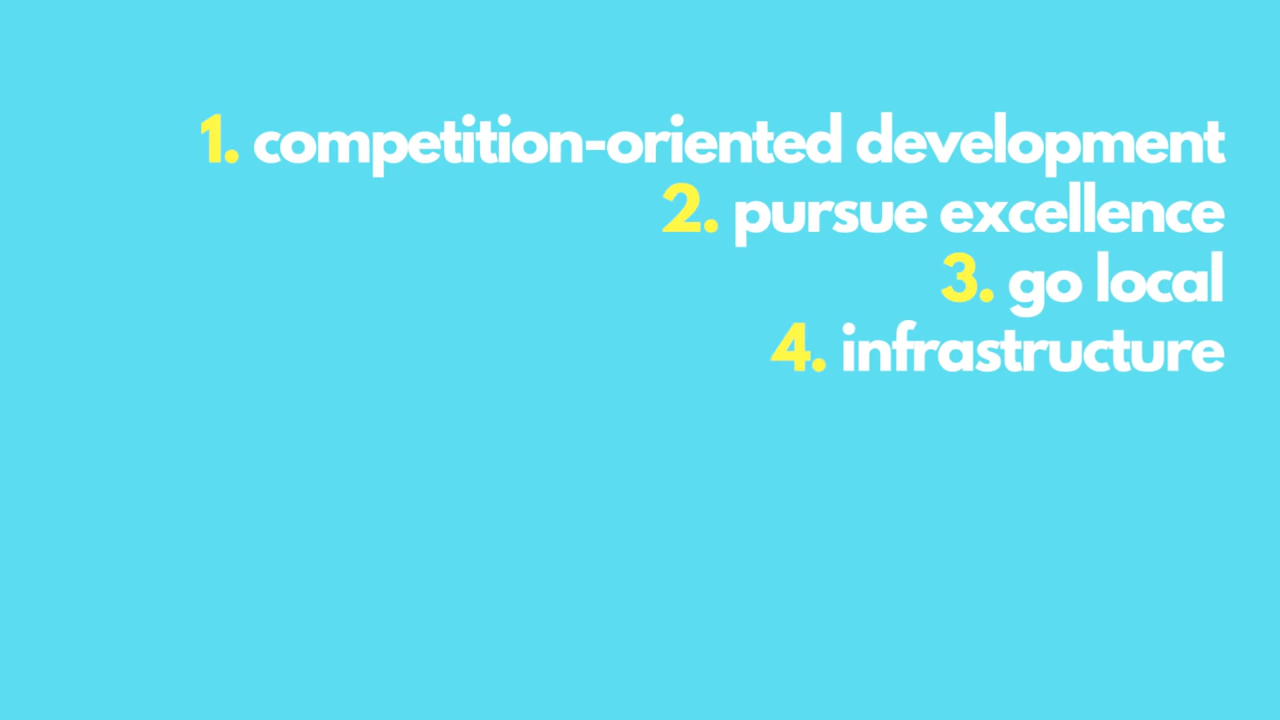 1. competition-oriented development
2. pursue excellence
3. go local
4. infrastructure